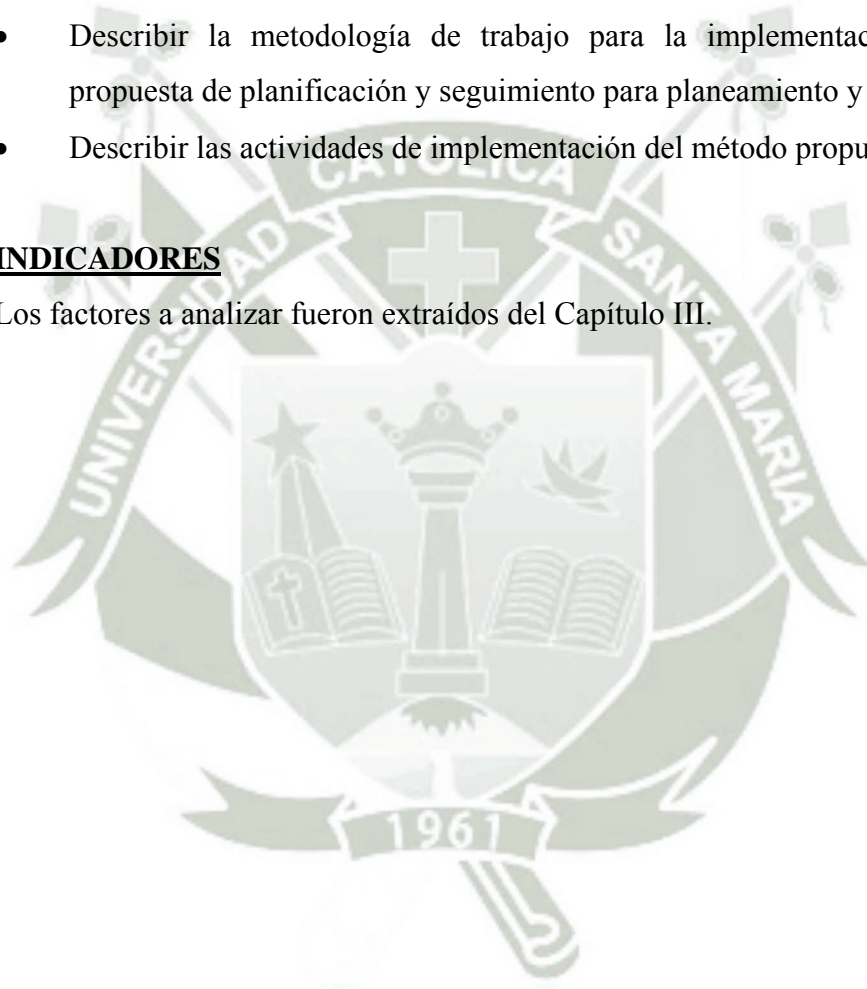 • Describir la metodología de trabajo para la
propuesta de planificación y seguimiento para planeamiento y
• Describir las actividades de implementación del método
INDICADORES
Los factores a analizar fueron extraídos del Capítulo III.
UNIVERSIDAD CATOLICA SANTA MARIA
1961